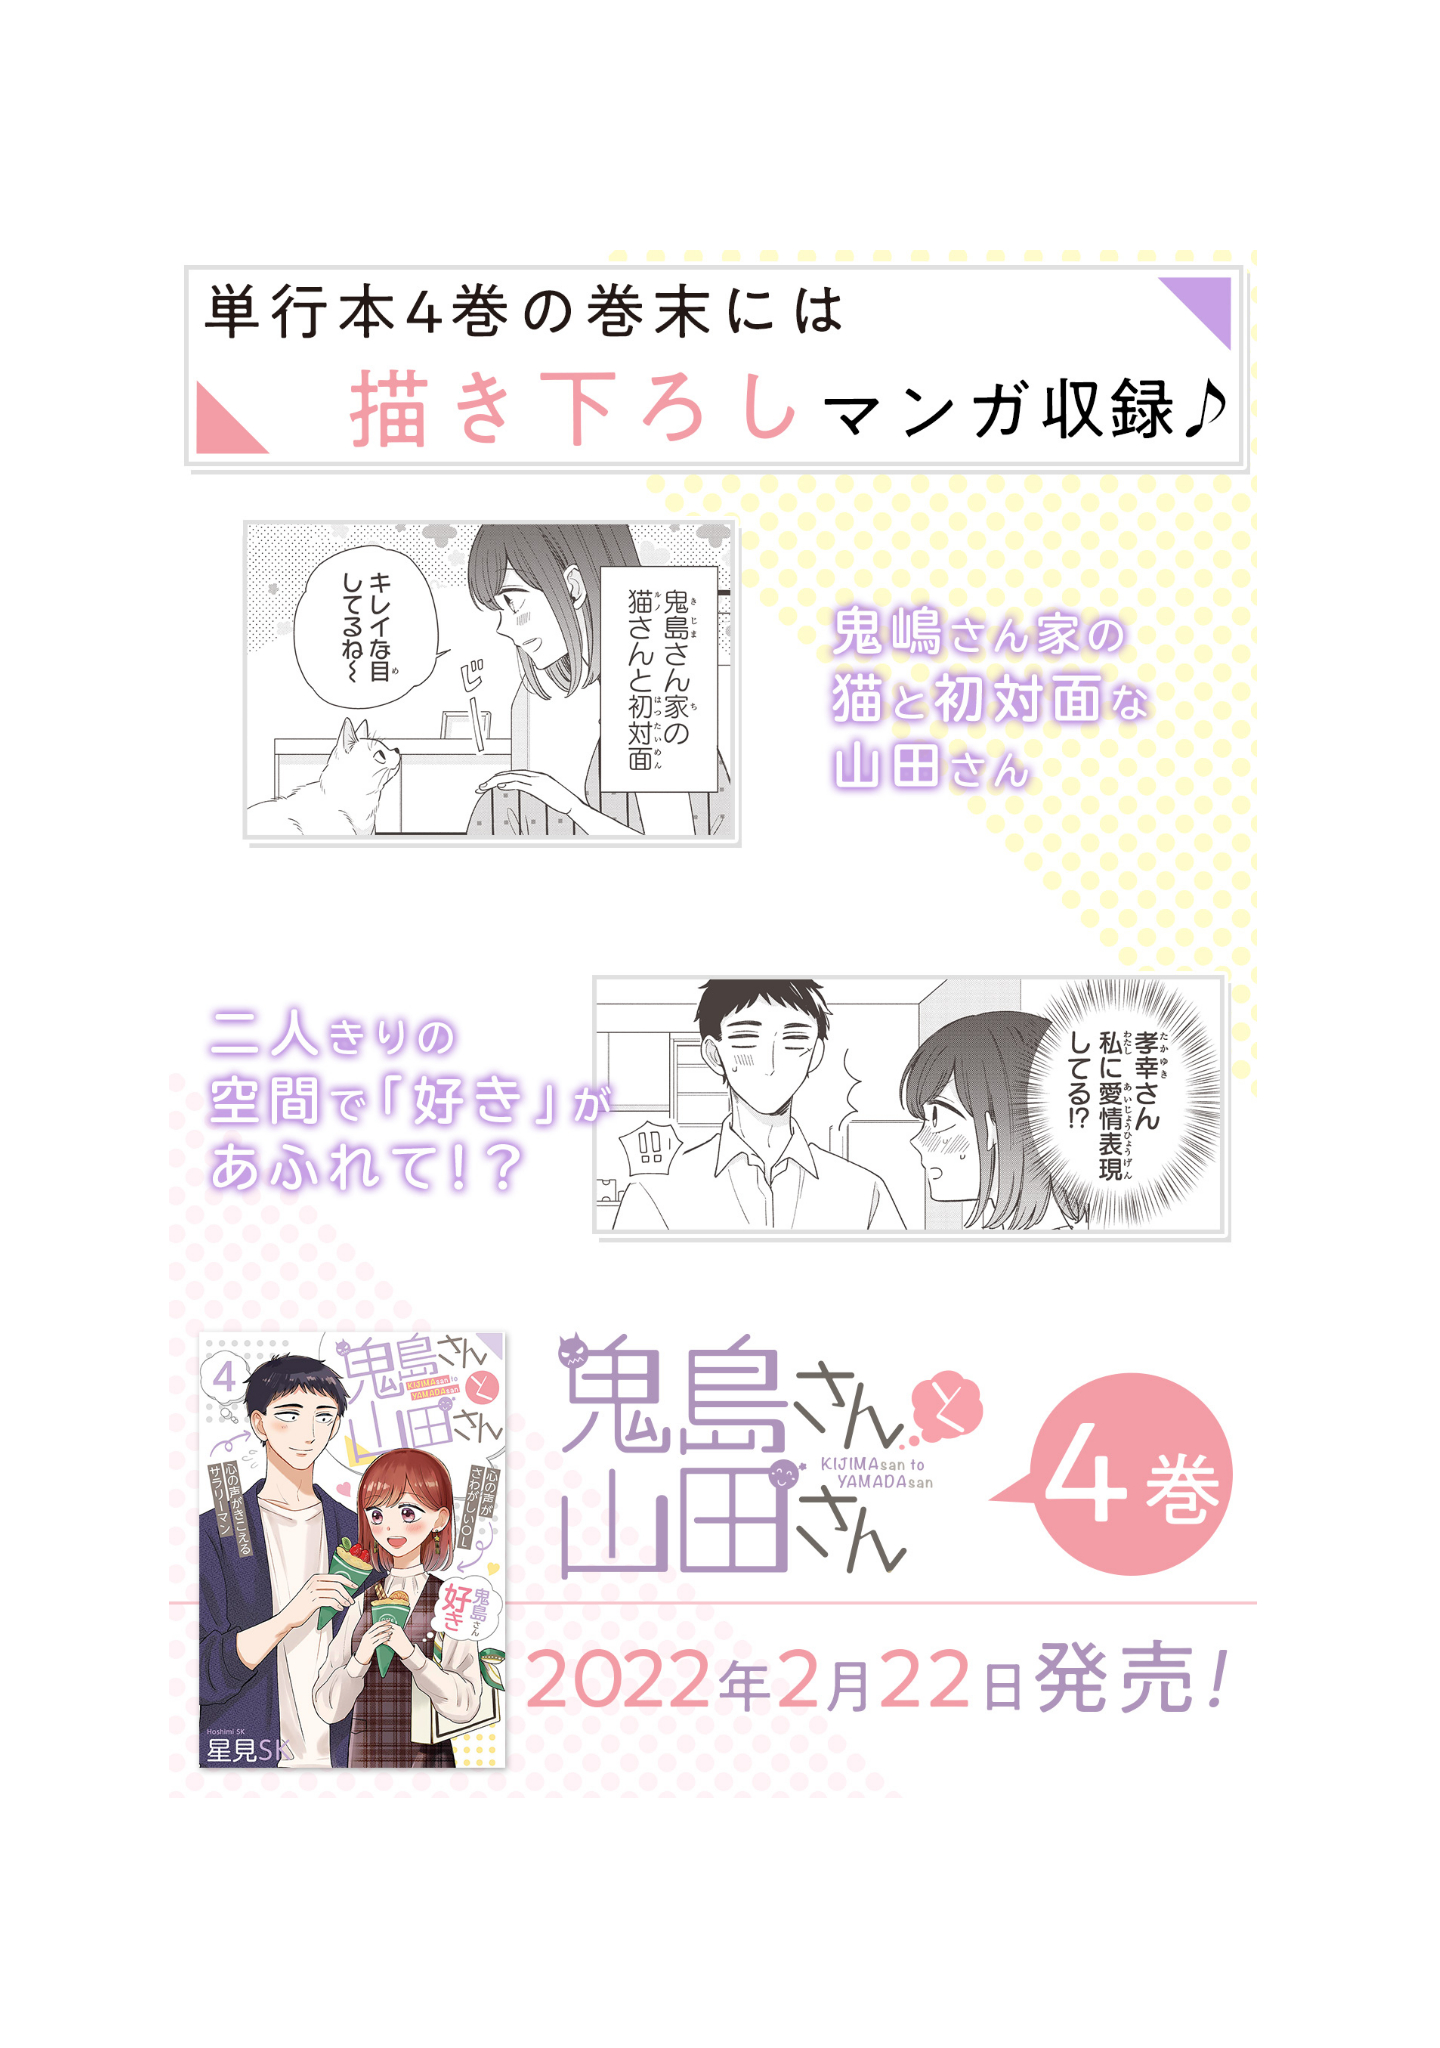 単行本4巻の巻末には
描き下ろしマンガ収録♪
鬼島さん家の
猫さんと初対面
キレイな目
してるね～
ジーーー
鬼嶋さん家の
猫と初対面な
山田さん
孝幸さん
私に愛情表現
してる!?
!!
二人きりの
空間で「好き」が
あふれて!?
4
鬼島さんと
KIJIMAsan to
YAMADAsan
山田さん
心の声がきこえる
サラリーマン
心の声が
さわがしいOL
鬼島さん
好き
Hoshimi SK
星見SK
鬼島さんと
KIJIMAsan to
YAMADAsan
山田さん
4巻
2022年2月22日発売!